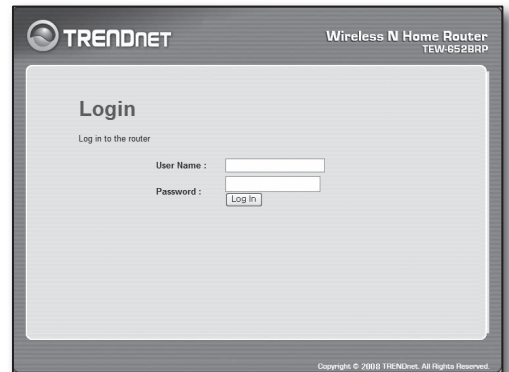 TRENDNET
Wireless N Home Router
TEW-652BRP
Login
Log in to the router
User Name :
Password :
Log In
Copyright © 2008 TRENDnet. All Rights Reserved.